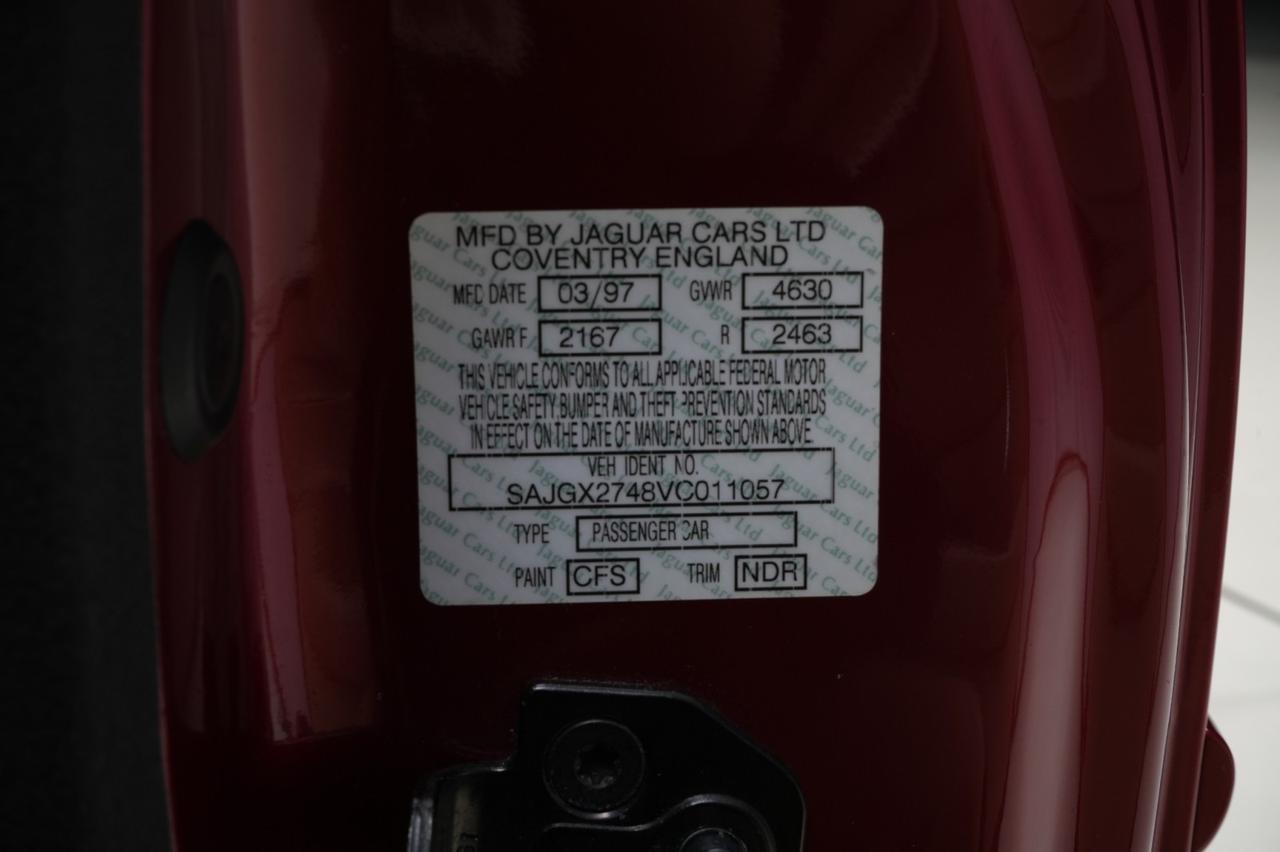 MFD BY JAGUAR CARS LTD
COVENTRY ENGLAND
MFD DATE 03/97 GVWR 4630
GAWR F 2167 R 2463
THIS VEHICLE CONFORMS TO ALL APPLICABLE FEDERAL MOTOR
VEHICLE SAFETY BUMPER AND THEFT PREVENTION STANDARDS
IN EFFECT ON THE DATE OF MANUFACTURE SHOWN ABOVE
VEH IDENT NO.
SAJGX2748VC011057
TYPE PASSENGER CAR
PAINT CFS TRIM NDR